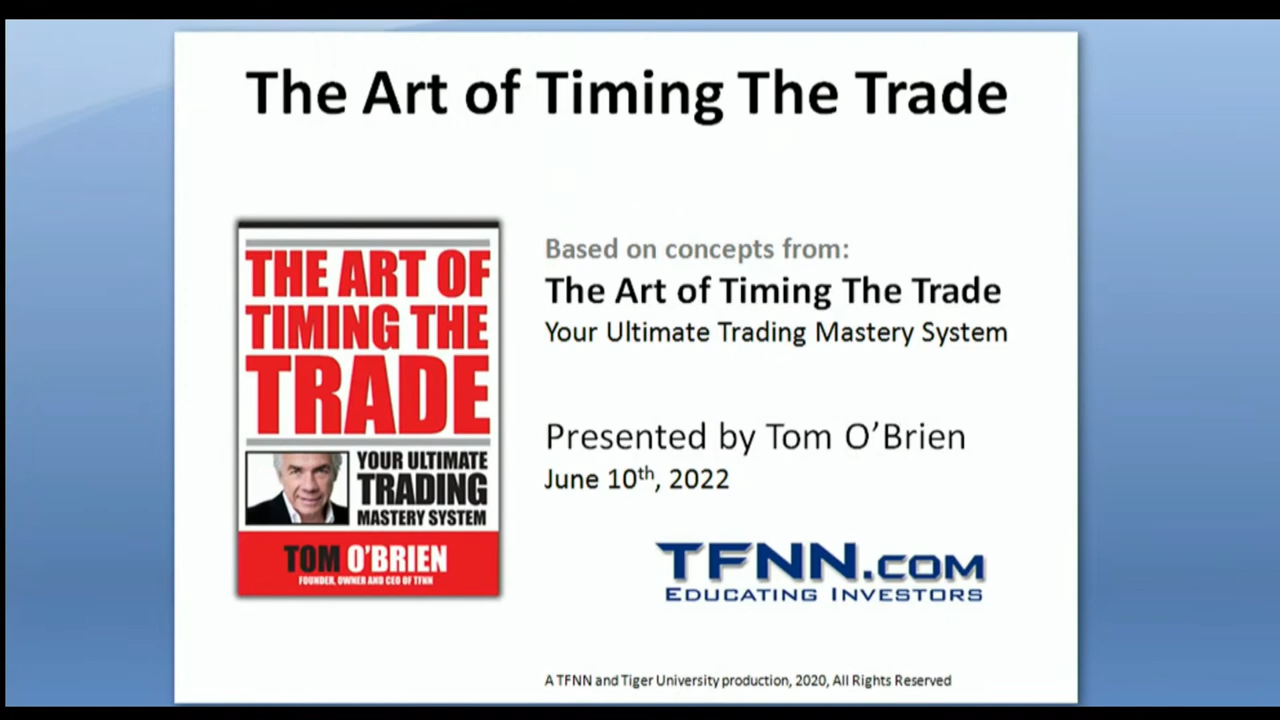 The Art of Timing The Trade
THE ART OF
TIMING THE
TRADE
YOUR ULTIMATE
TRADING
MASTERY SYSTEM
TOM O'BRIEN
FOUNDER, OWNER AND CEO OF TFNN
Based on concepts from:
The Art of Timing The Trade
Your Ultimate Trading Mastery System
Presented by Tom O’Brien
June 10th, 2022
TFNN.COM
EDUCATING INVESTORS
A TFNN and Tiger University production, 2020, All Rights Reserved